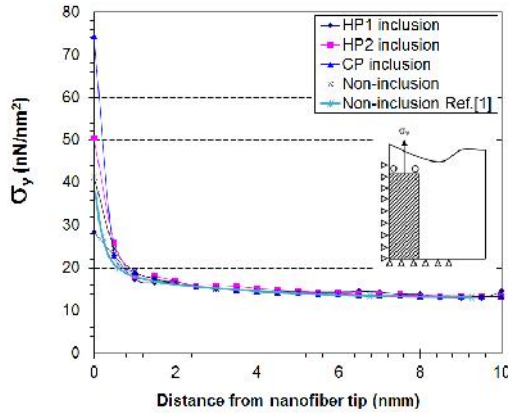 80
70
60
50
40
30
20
10
0
σy (nN/nm²)
HP1 inclusion
HP2 inclusion
CP inclusion
Non-inclusion
Non-inclusion Ref.[1]
σy
0
2
4
6
8
10
Distance from nanofiber tip (nmm)